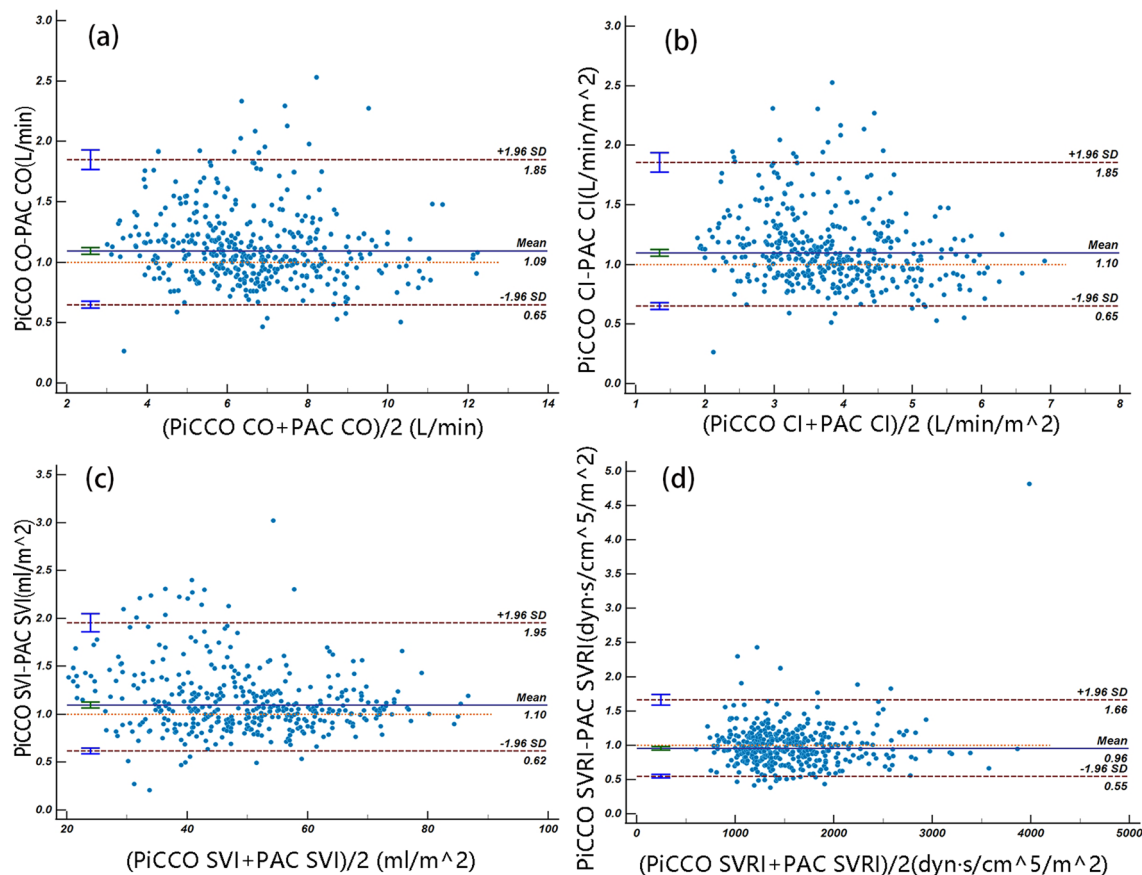 (a)
PiCCO CO-PAC CO(L/min)
3.0
2.5
2.0
1.5
1.0
0.5
0.0
+1.96 SD
1.85
Mean
1.09
-1.96 SD
0.65
2 4 6 8 10 12 14
(PiCCO CO+PAC CO)/2 (L/min)
(b)
PiCCO CI-PAC CI(L/min/m^2)
3.0
2.5
2.0
1.5
1.0
0.5
0.0
+1.96 SD
1.85
Mean
1.10
-1.96 SD
0.65
1 2 3 4 5 6 7 8
(PiCCO CI+PAC CI)/2 (L/min/m^2)
(c)
PiCCO SVI-PAC SVI(ml/m^2)
3.5
3.0
2.5
2.0
1.5
1.0
0.5
0.0
+1.96 SD
1.95
Mean
1.10
-1.96 SD
0.62
20 40 60 80 100
(PiCCO SVI+PAC SVI)/2 (ml/m^2)
(d)
PiCCO SVRI-PAC SVRI(dyn·s/cm^5/m^2)
5.0
4.5
4.0
3.5
3.0
2.5
2.0
1.5
1.0
0.5
0.0
+1.96 SD
1.66
Mean
0.96
-1.96 SD
0.55
0 1000 2000 3000 4000 5000
(PiCCO SVRI+PAC SVRI)/2(dyn·s/cm^5/m^2)